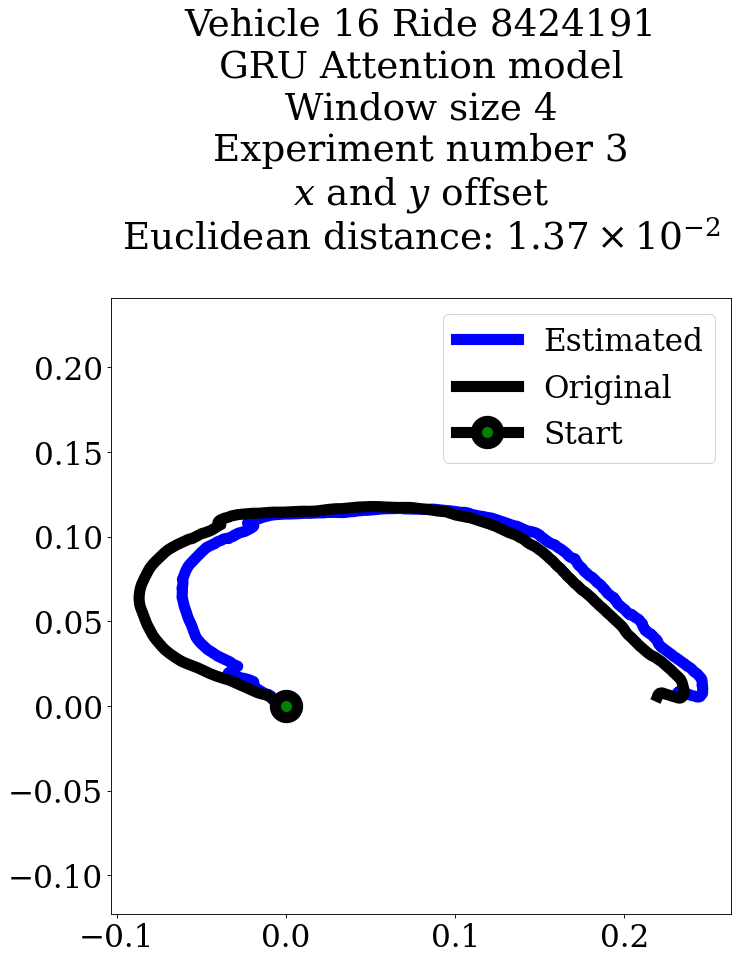 Vehicle 16 Ride 8424191
GRU Attention model
Window size 4
Experiment number 3
x and y offset
Euclidean distance: 1.37 × 10⁻²
Estimated
Original
Start
0.20
0.15
0.10
0.05
0.00
−0.05
−0.10
−0.1 0.0 0.1 0.2